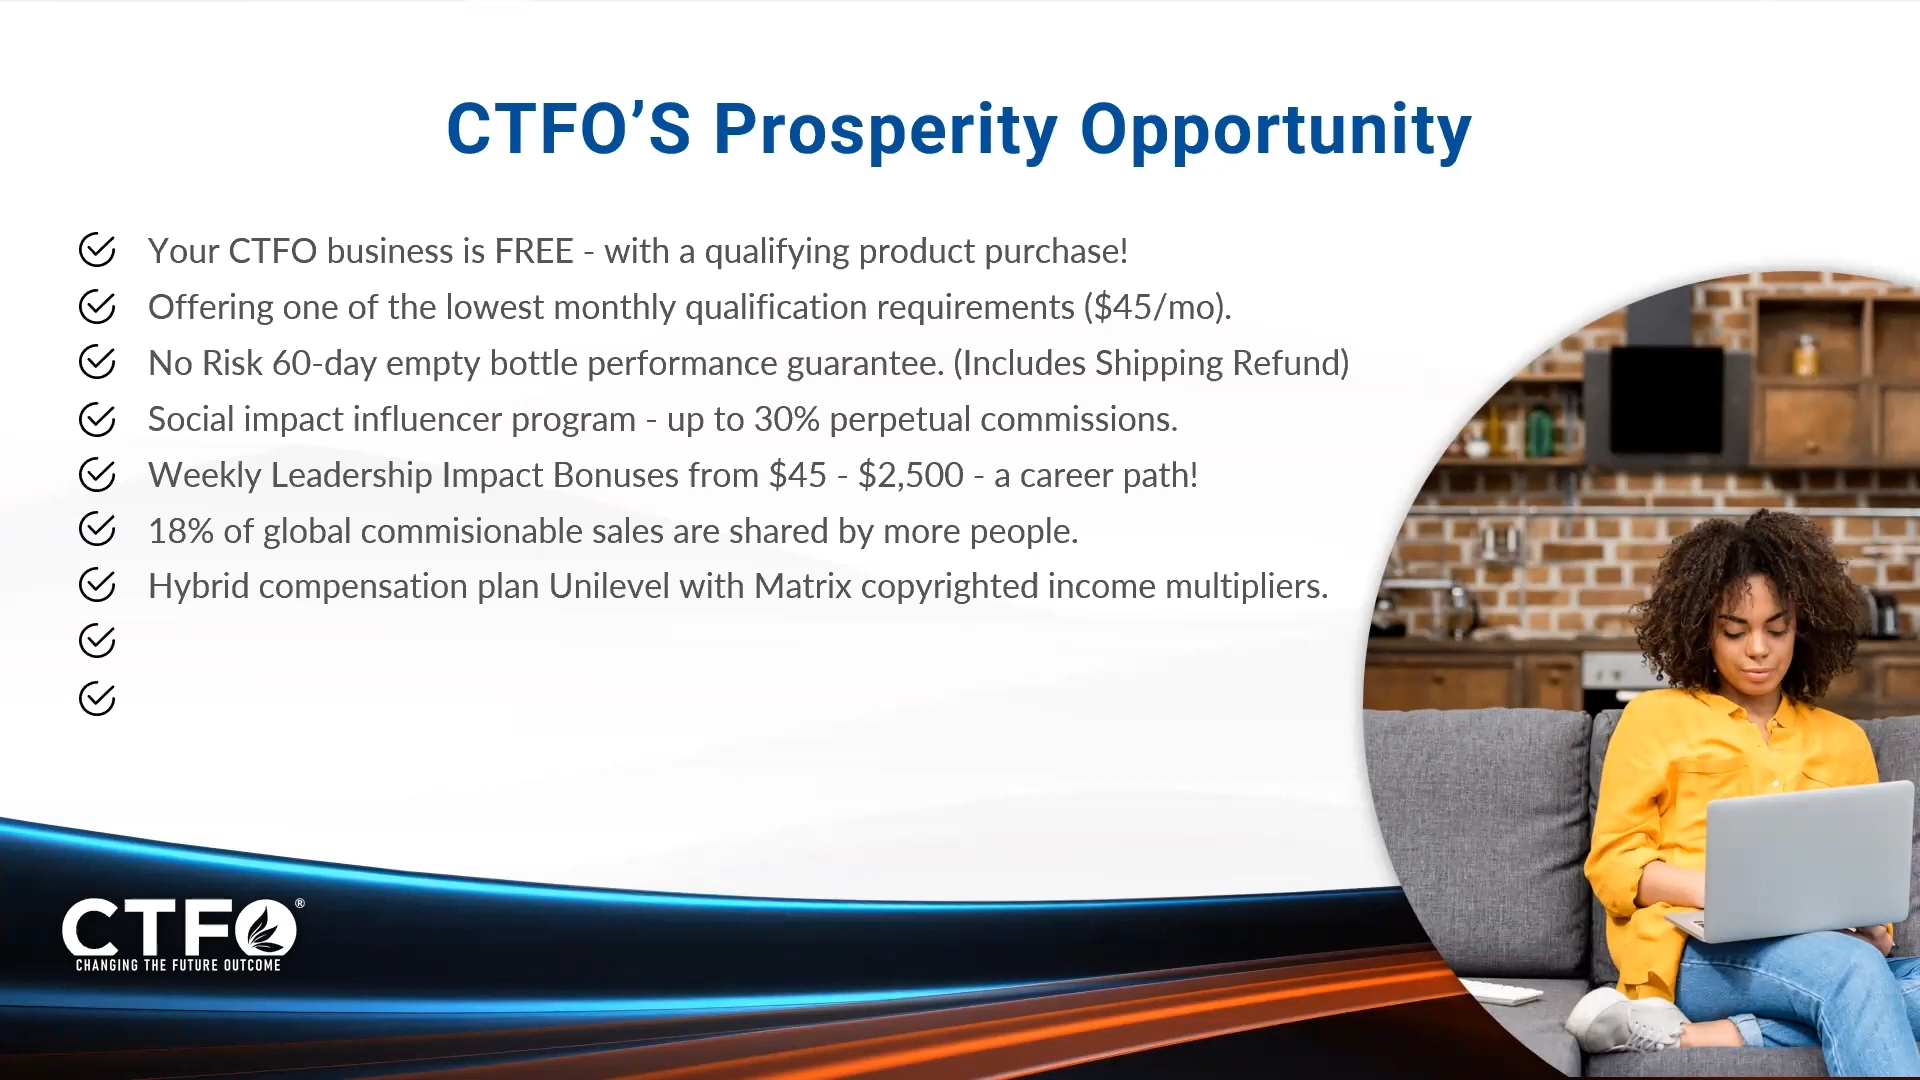 CTFO’S Prosperity Opportunity
Your CTFO business is FREE - with a qualifying product purchase!
Offering one of the lowest monthly qualification requirements ($45/mo).
No Risk 60-day empty bottle performance guarantee. (Includes Shipping Refund)
Social impact influencer program - up to 30% perpetual commissions.
Weekly Leadership Impact Bonuses from $45 - $2,500 - a career path!
18% of global commisionable sales are shared by more people.
Hybrid compensation plan Unilevel with Matrix copyrighted income multipliers.
CTFO®
CHANGING THE FUTURE OUTCOME